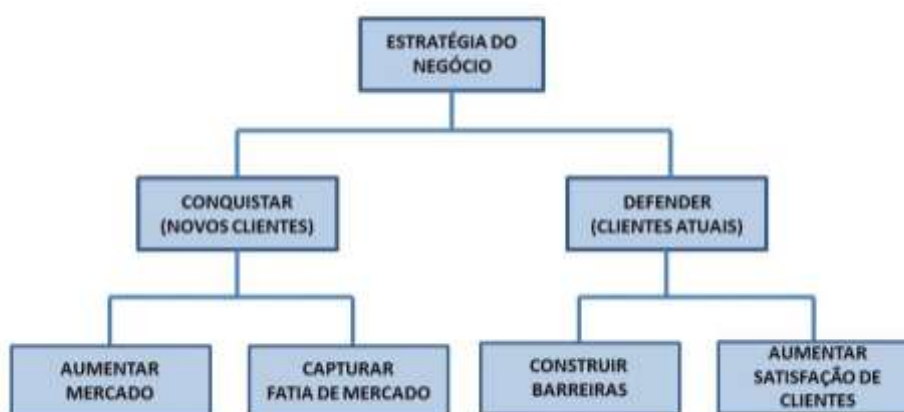 ESTRATÉGIA DO
NEGÓCIO
CONQUISTAR
(NOVOS CLIENTES)
DEFENDER
(CLIENTES ATUAIS)
AUMENTAR
MERCADO
CAPTURAR
FATIA DE MERCADO
CONSTRUIR
BARREIRAS
AUMENTAR
SATISFAÇÃO DE
CLIENTES